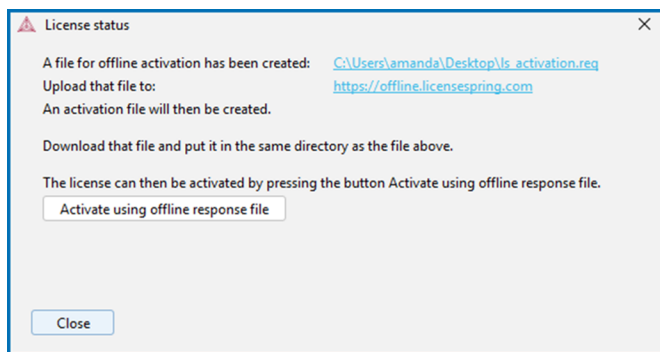 License status
A file for offline activation has been created: C:\Users\amanda\Desktop\ls_activation.req
Upload that file to: https://offline.licensespring.com
An activation file will then be created.
Download that file and put it in the same directory as the file above.
The license can then be activated by pressing the button Activate using offline response file.
Activate using offline response file
Close